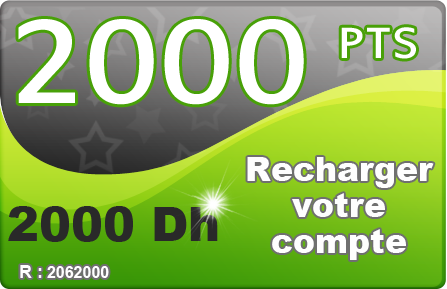 2000 PTS
Recharger
votre
compte
2000 Dh
R : 2062000